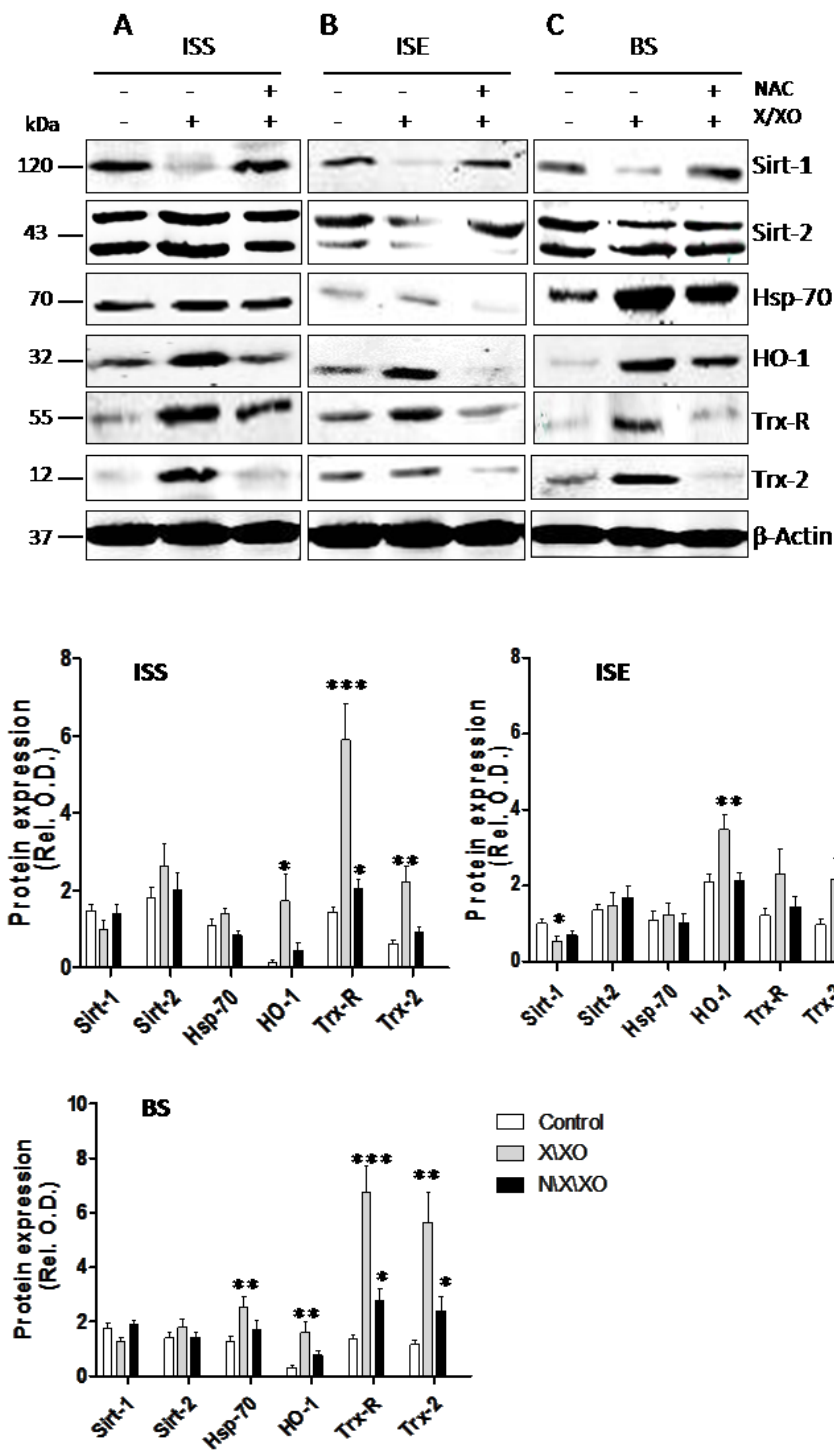 A B C
ISS ISE BS
- - + - - + - - + NAC
kDa - + + - + + - + + X/XO
120 Sirt-1
43 Sirt-2
70 Hsp-70
32 HO-1
55 Trx-R
12 Trx-2
37 β-Actin
ISS
Protein expression
(Rel. O.D.)
8
6
4
2
0
*
***
*
**
Sirt-1 Sirt-2 Hsp-70 HO-1 Trx-R Trx-2
ISE
Protein expression
(Rel. O.D.)
8
6
4
2
0
*
**
Sirt-1 Sirt-2 Hsp-70 HO-1 Trx-R Trx-2
BS
Protein expression
(Rel. O.D.)
10
8
6
4
2
0
**
**
***
*
**
*
Sirt-1 Sirt-2 Hsp-70 HO-1 Trx-R Trx-2
Control
X\XO
N\X\XO